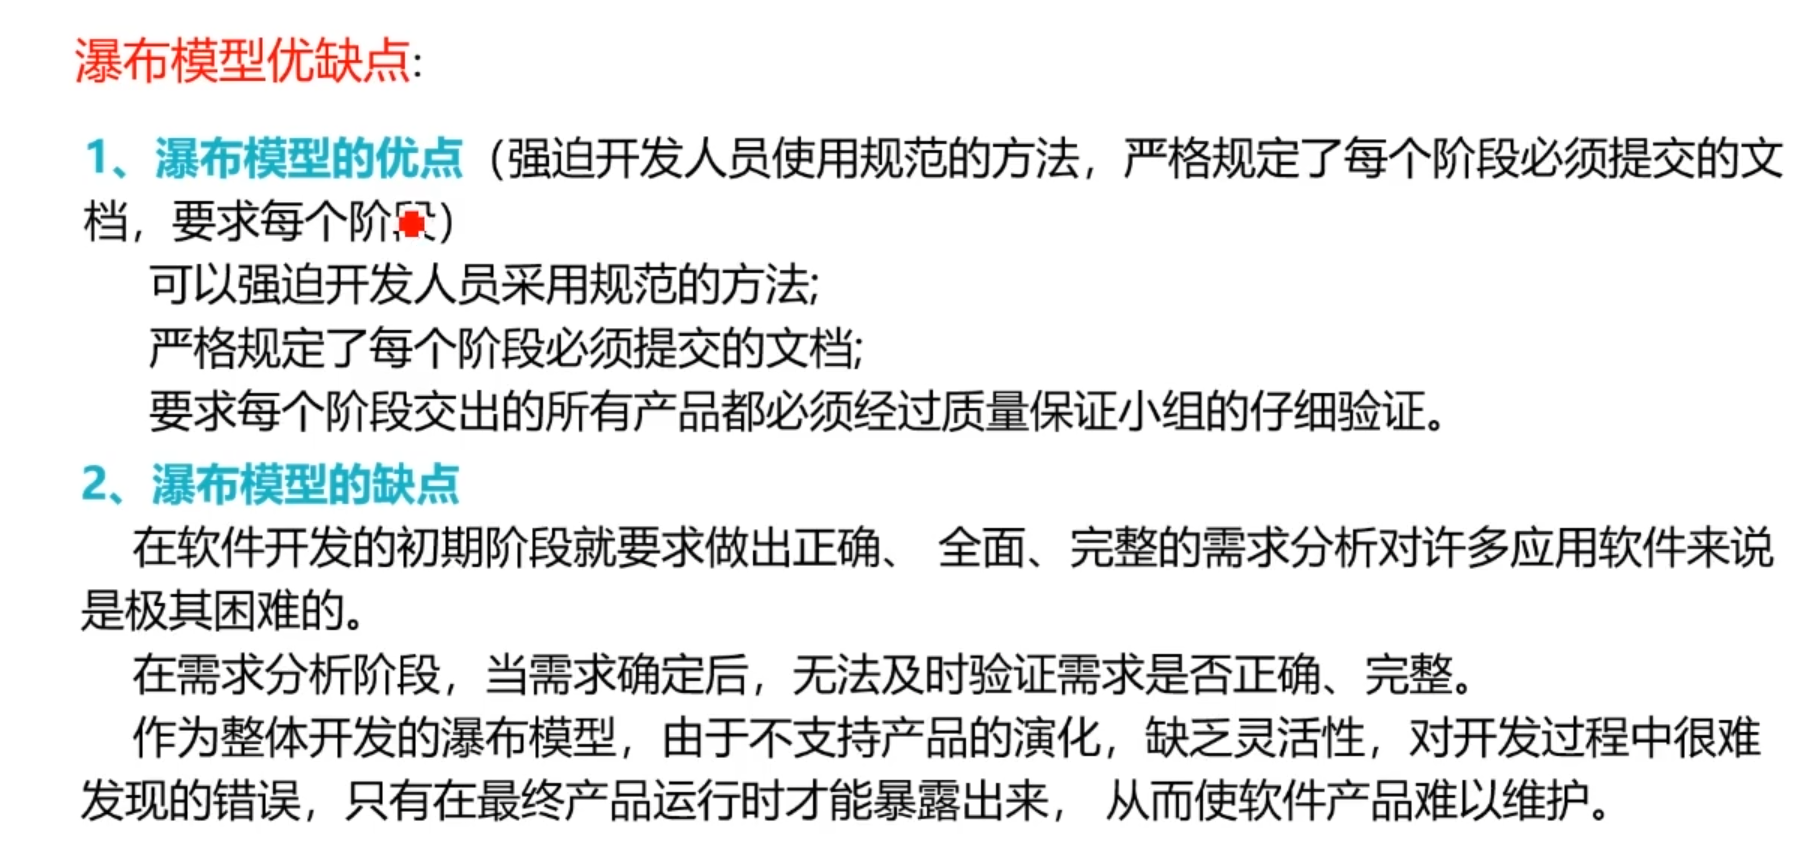 瀑布模型优缺点:
1、瀑布模型的优点（强迫开发人员使用规范的方法，严格规定了每个阶段必须提交的文
档，要求每个阶）
可以强迫开发人员采用规范的方法;
严格规定了每个阶段必须提交的文档;
要求每个阶段交出的所有产品都必须经过质量保证小组的仔细验证。
2、瀑布模型的缺点
在软件开发的初期阶段就要求做出正确、 全面、完整的需求分析对许多应用软件来说
是极其困难的。
在需求分析阶段，当需求确定后，无法及时验证需求是否正确、完整。
作为整体开发的瀑布模型，由于不支持产品的演化，缺乏灵活性，对开发过程中很难
发现的错误，只有在最终产品运行时才能暴露出来， 从而使软件产品难以维护。